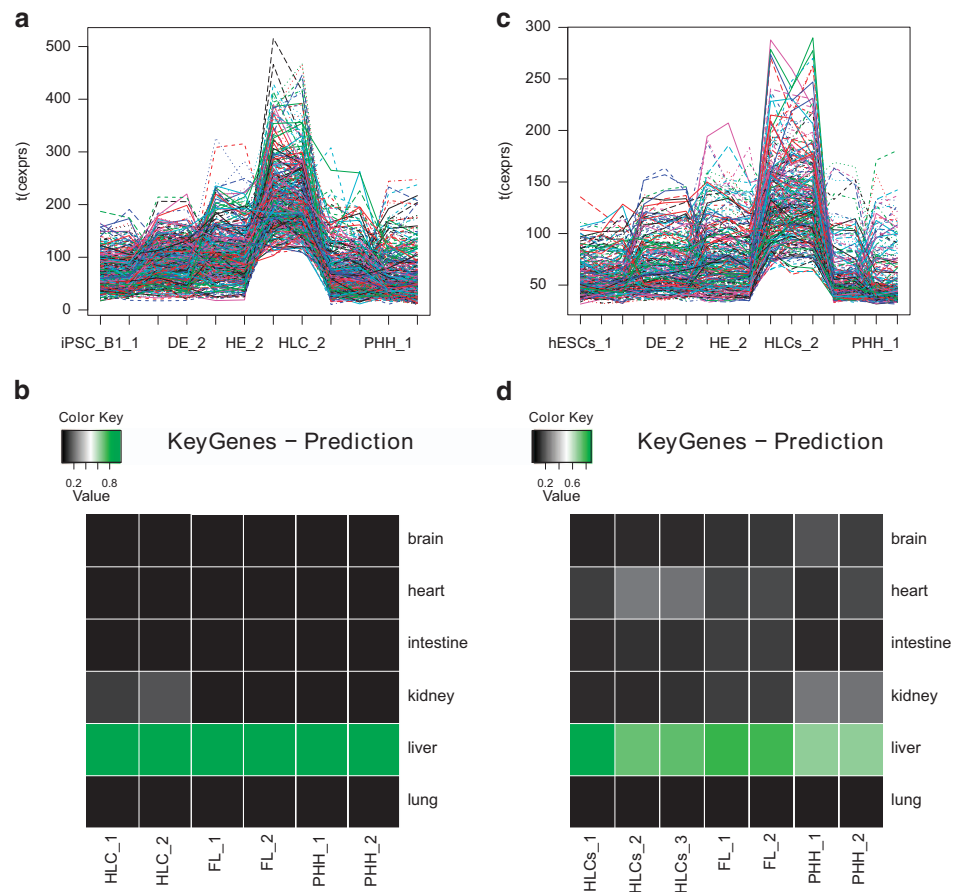 a
500
400
300
200
100
0
t(cexprs)
iPSC_B1_1 DE_2 HE_2 HLC_2 PHH_1
c
300
250
200
150
100
50
t(cexprs)
hESCs_1 DE_2 HE_2 HLCs_2 PHH_1
b
Color Key
0.2 0.8
Value
KeyGenes – Prediction
brain
heart
intestine
kidney
liver
lung
HLC_1 HLC_2 FL_1 FL_2 PHH_1 PHH_2
d
Color Key
0.2 0.6
Value
KeyGenes – Prediction
brain
heart
intestine
kidney
liver
lung
HLCs_1 HLCs_2 HLCs_3 FL_1 FL_2 PHH_1 PHH_2